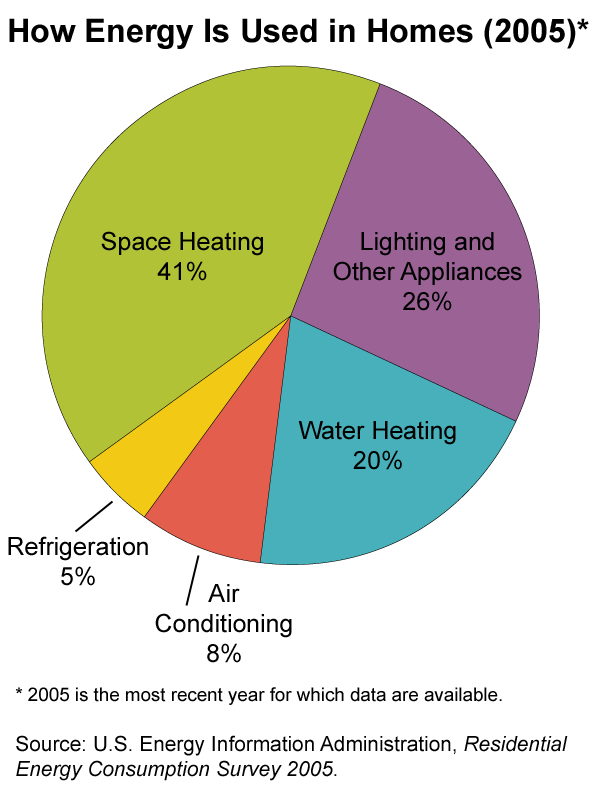 How Energy Is Used in Homes (2005)*
Space Heating
41%
Lighting and
Other Appliances
26%
Water Heating
20%
Refrigeration
5%
Air
Conditioning
8%
* 2005 is the most recent year for which data are available.
Source: U.S. Energy Information Administration, Residential
Energy Consumption Survey 2005.